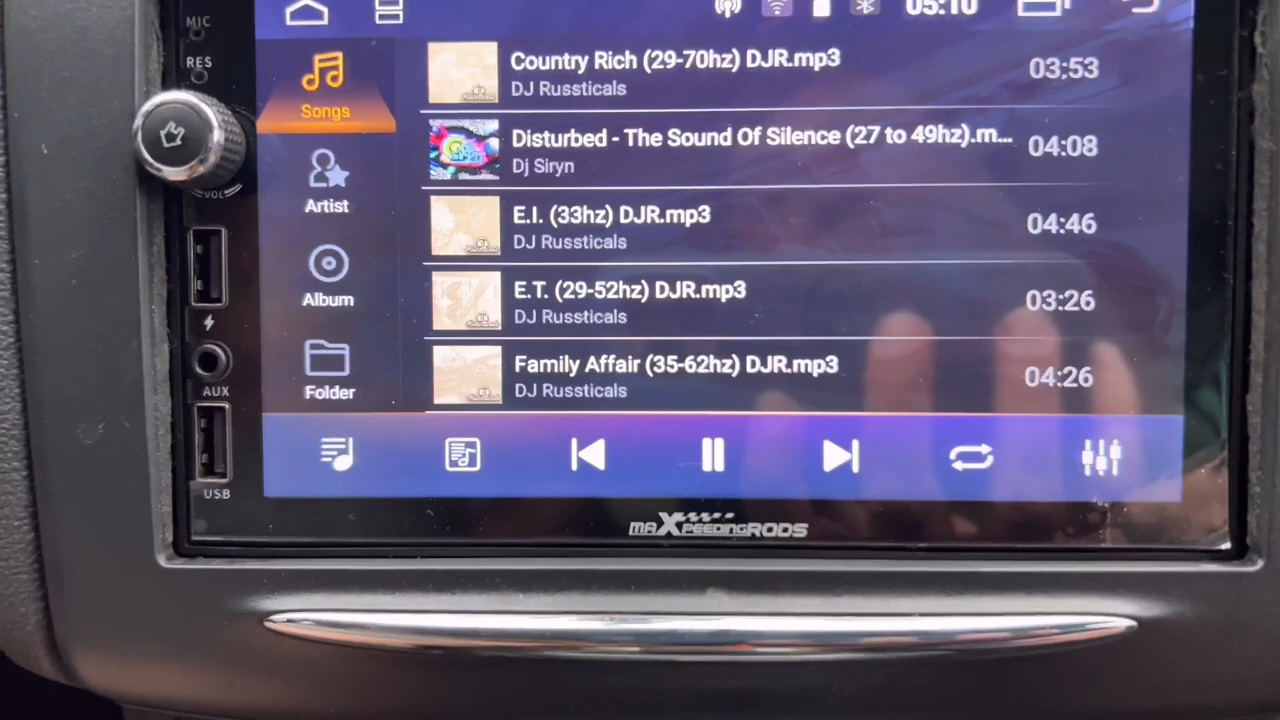 MIC
05:10
RES
Songs
Country Rich (29-70hz) DJR.mp3
DJ Russticals
03:53
VOL
Disturbed - The Sound Of Silence (27 to 49hz).m...
Dj Siryn
04:08
Artist
E.I. (33hz) DJR.mp3
DJ Russticals
04:46
Album
E.T. (29-52hz) DJR.mp3
DJ Russticals
03:26
AUX
Folder
Family Affair (35-62hz) DJR.mp3
DJ Russticals
04:26
USB
maXpeedingRODS